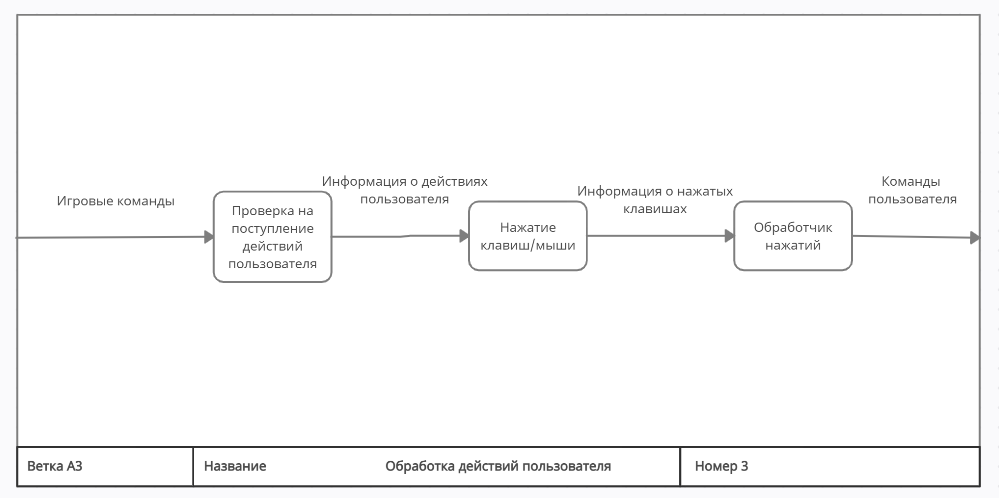 Игровые команды
Проверка на
поступление
действий
пользователя
Информация о действиях
пользователя
Нажатие
клавиш/мыши
Информация о нажатых
клавишах
Обработчик
нажатий
Команды
пользователя
Ветка А3
Название
Обработка действий пользователя
Номер 3